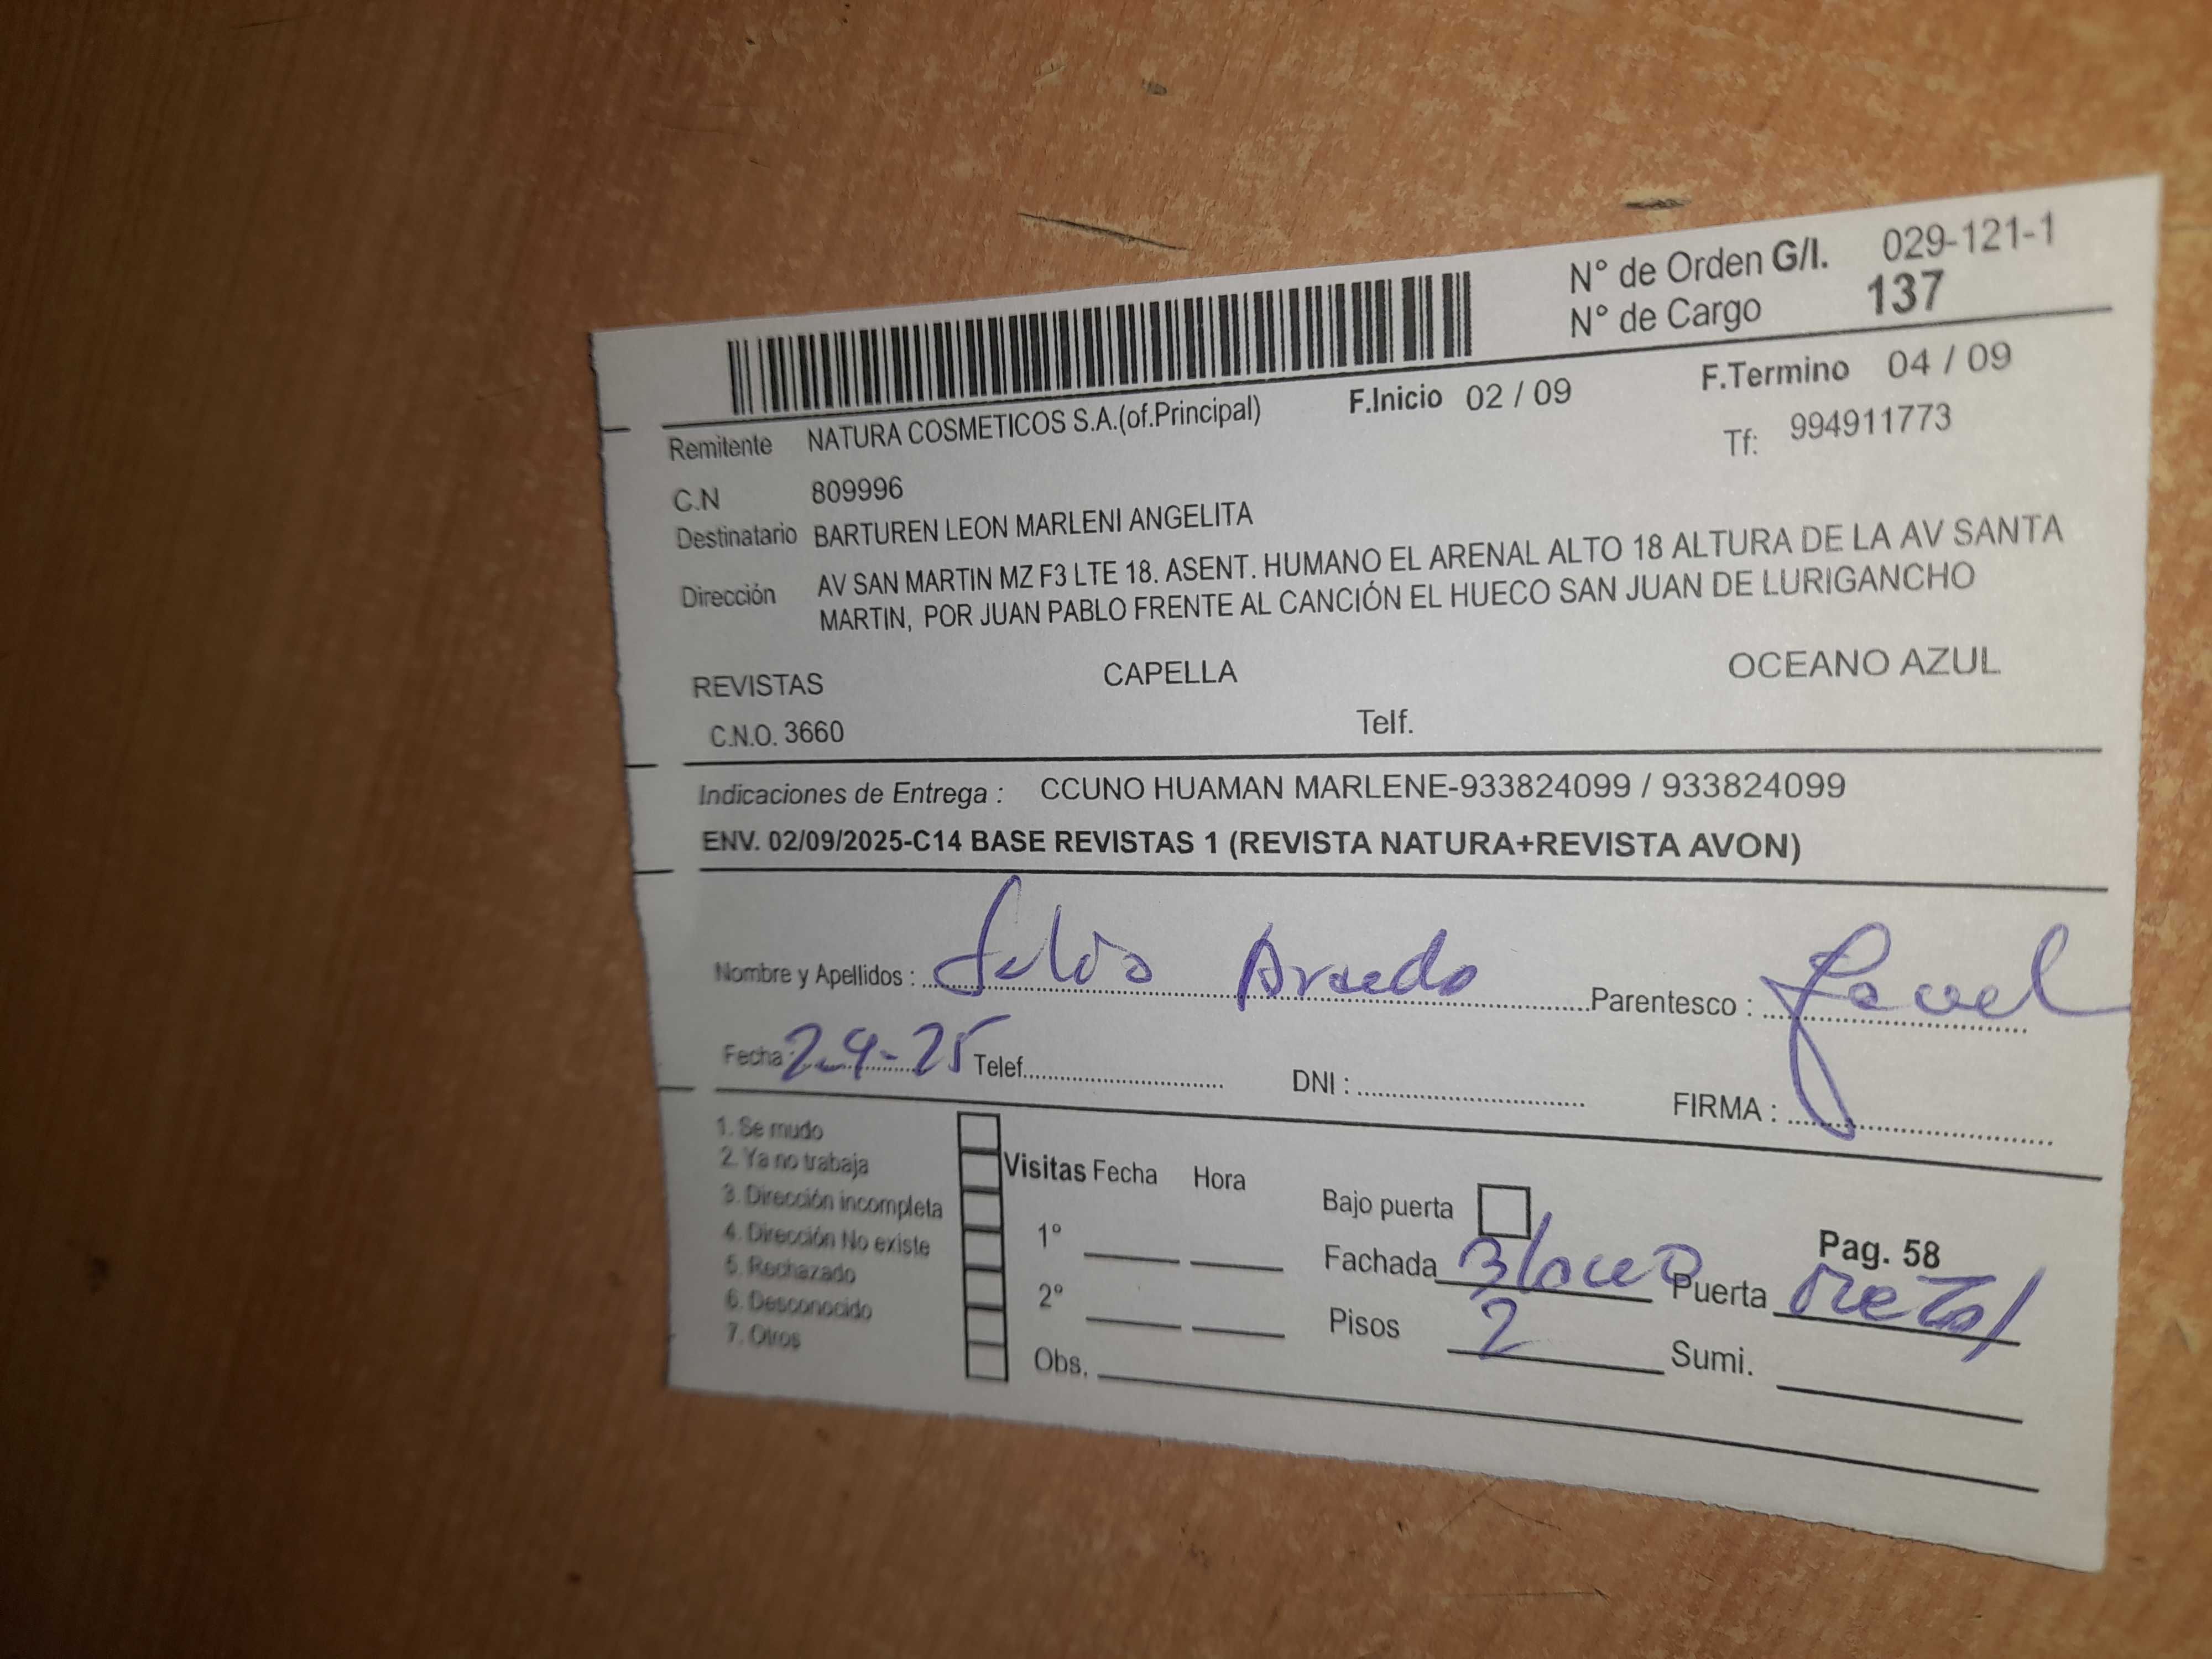 N° de Orden G/I. 029-121-1
N° de Cargo 137
F.Inicio 02 / 09 F.Termino 04 / 09
Remitente NATURA COSMETICOS S.A.(of.Principal) Tf: 994911773
C.N 809996
Destinatario BARTUREN LEON MARLENI ANGELITA
Dirección AV SAN MARTIN MZ F3 LTE 18. ASENT. HUMANO EL ARENAL ALTO 18 ALTURA DE LA AV SANTA
MARTIN, POR JUAN PABLO FRENTE AL CANCIÓN EL HUECO SAN JUAN DE LURIGANCHO
REVISTAS CAPELLA OCEANO AZUL
C.N.O. 3660 Telf.
Indicaciones de Entrega : CCUNO HUAMAN MARLENE-933824099 / 933824099
ENV. 02/09/2025-C14 BASE REVISTAS 1 (REVISTA NATURA+REVISTA AVON)
Nombre y Apellidos : Parentesco :
Fecha : 2-9-25 Telef. DNI : FIRMA :
1. Se mudo
2. Ya no trabaja
3. Dirección incompleta
4. Dirección No existe
5. Rechazado
6. Desconocido
7. Otros
Visitas Fecha Hora
1°
2°
Obs.
Bajo puerta
Pag. 58
Fachada Blanco Puerta metal
Pisos 2 Sumi.